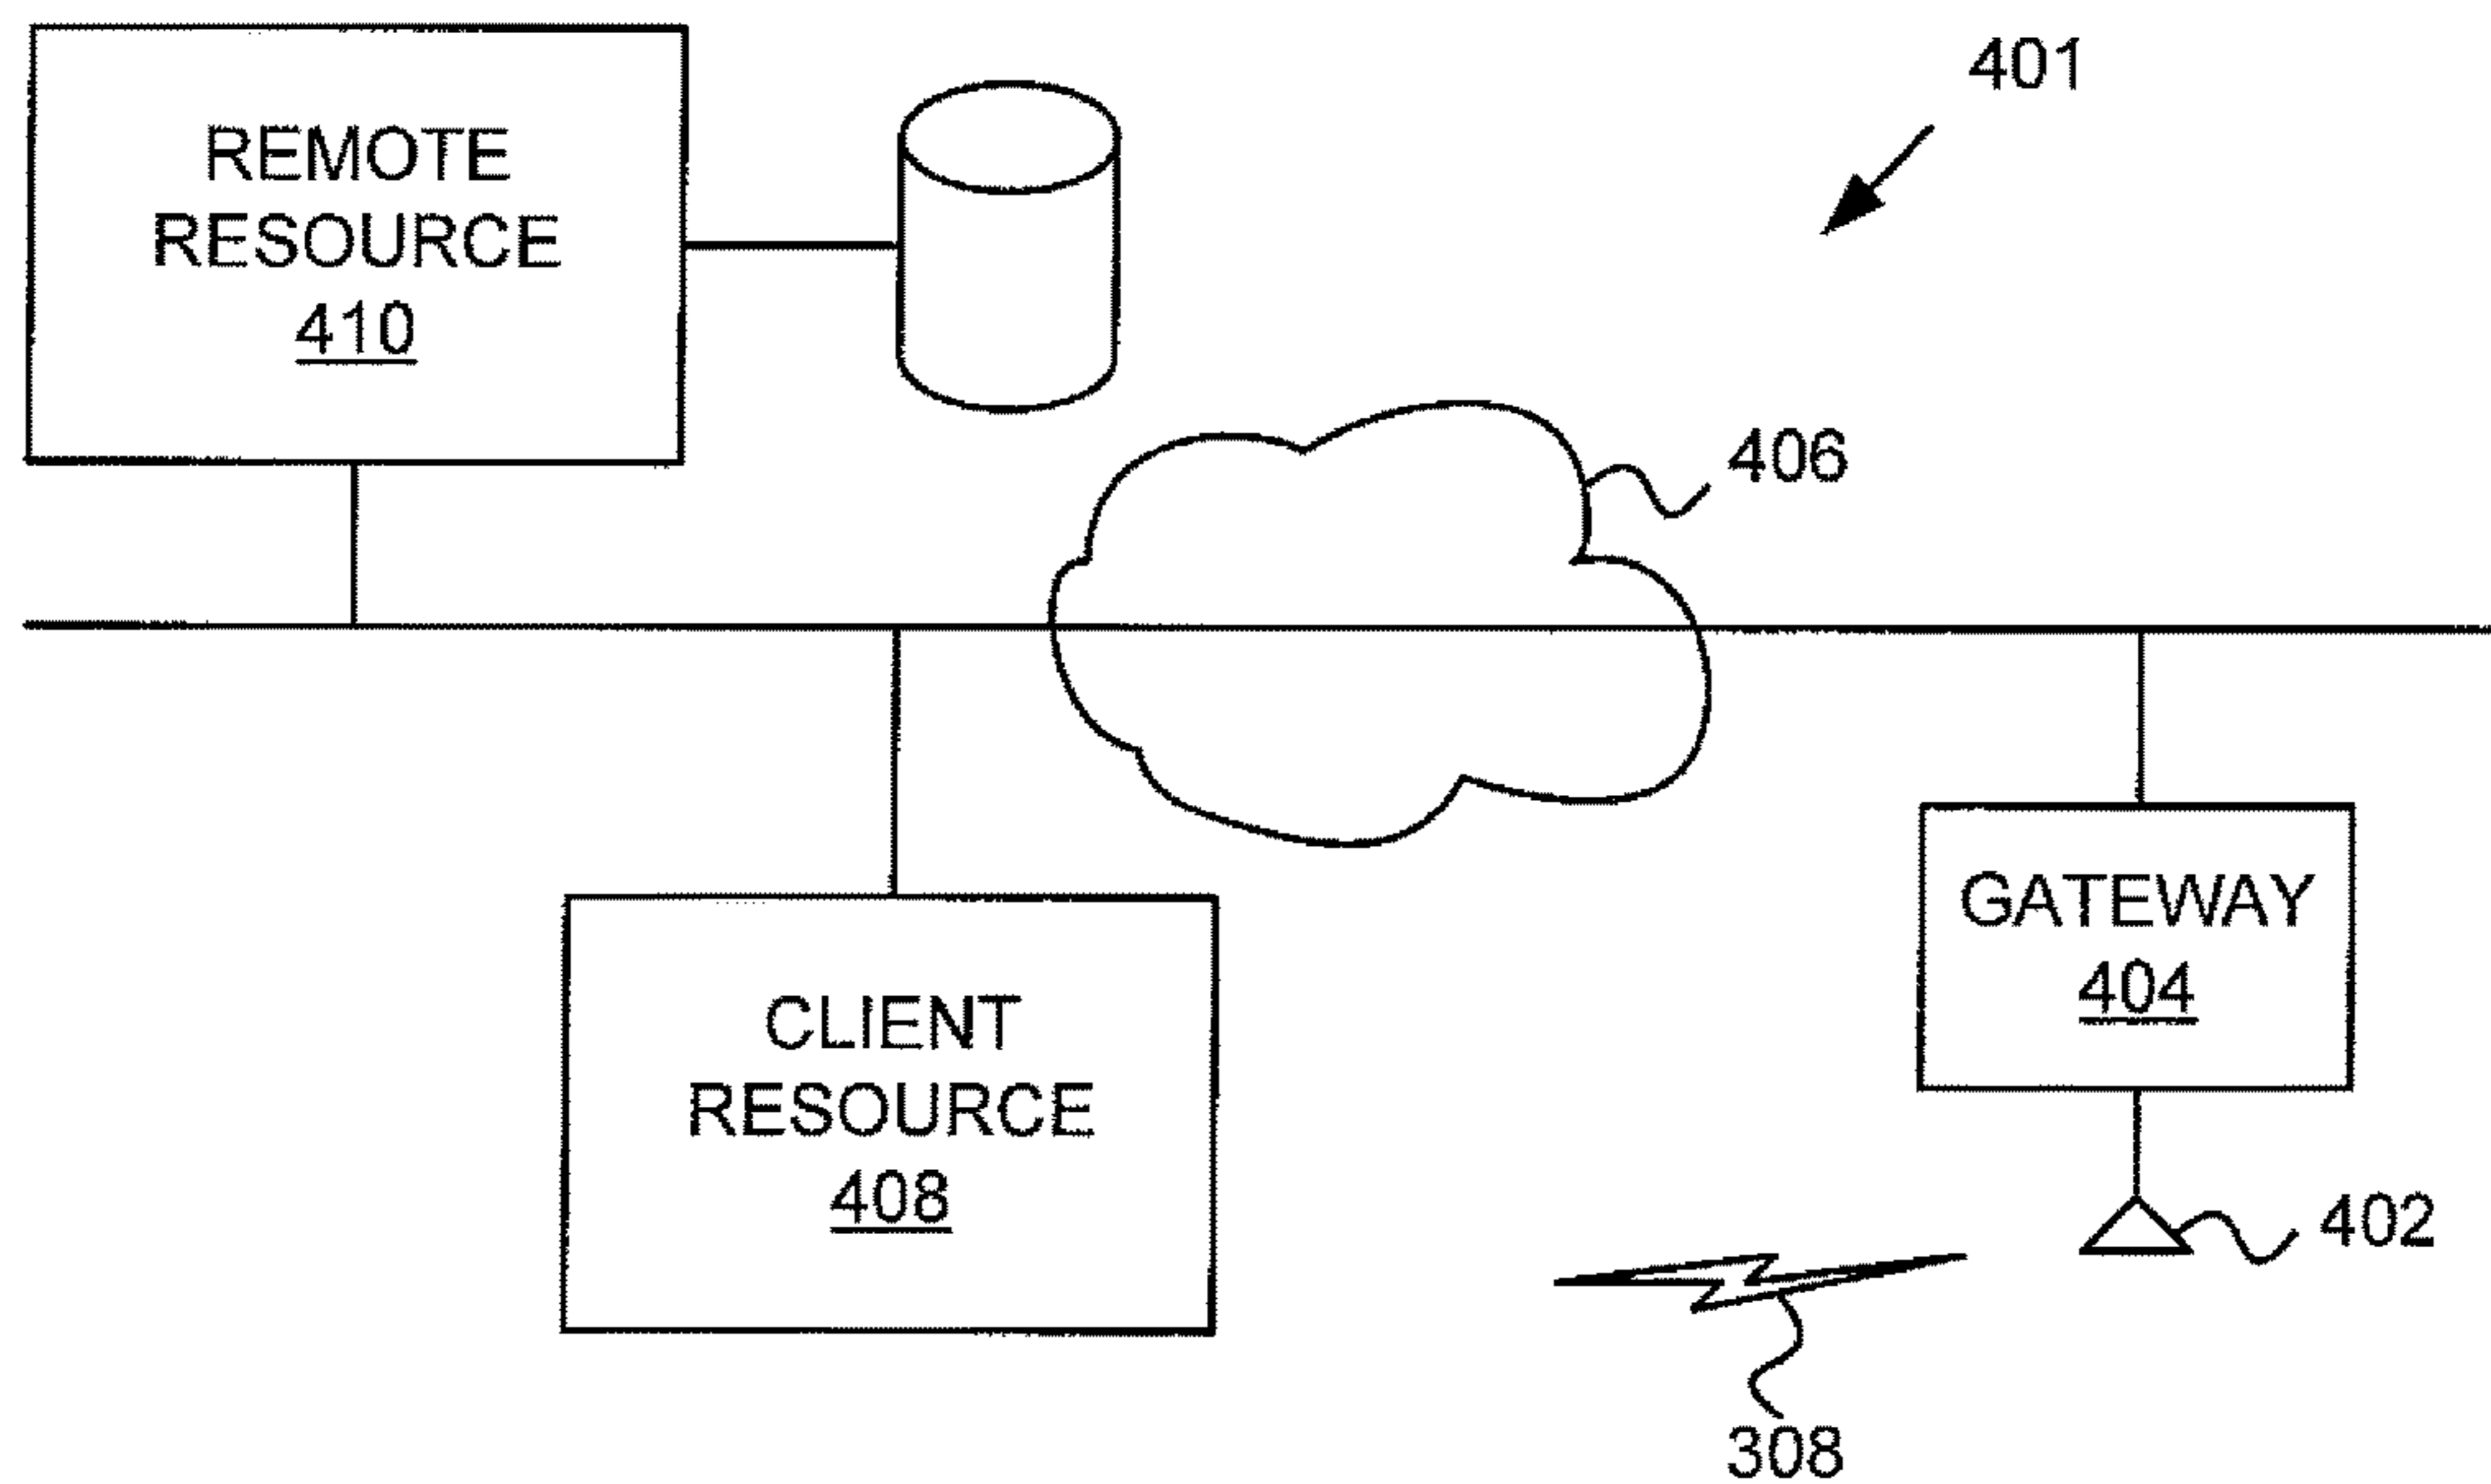 401
REMOTE
RESOURCE
410
406
GATEWAY
404
CLIENT
RESOURCE
408
402
308